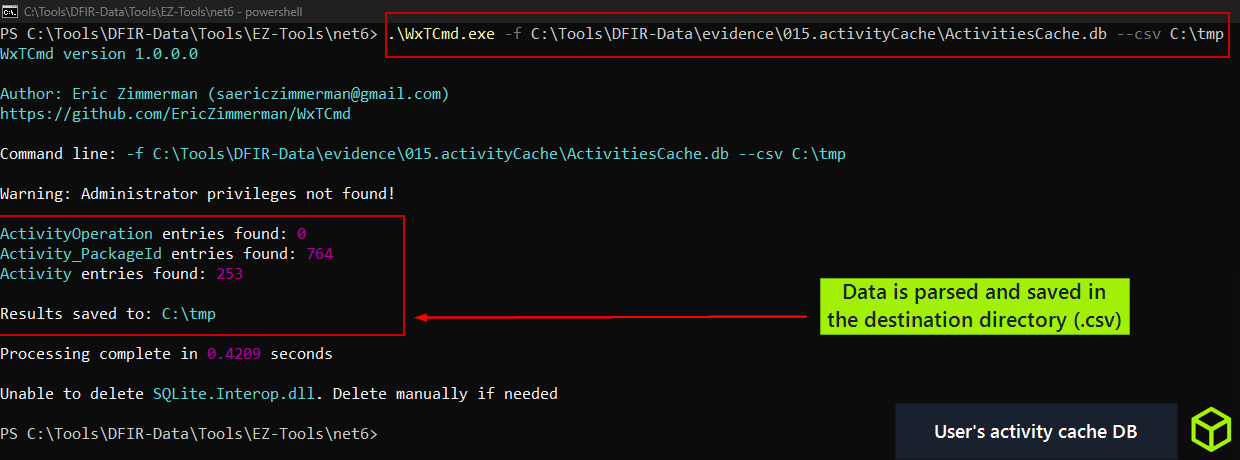 C:\Tools\DFIR-Data\Tools\EZ-Tools\net6 - powershell
PS C:\Tools\DFIR-Data\Tools\EZ-Tools\net6> .\WxTCmd.exe -f C:\Tools\DFIR-Data\evidence\015.activityCache\ActivitiesCache.db --csv C:\tmp
WxTCmd version 1.0.0.0
Author: Eric Zimmerman (saericzimmerman@gmail.com)
https://github.com/EricZimmerman/WxTCmd
Command line: -f C:\Tools\DFIR-Data\evidence\015.activityCache\ActivitiesCache.db --csv C:\tmp
Warning: Administrator privileges not found!
ActivityOperation entries found: 0
Activity_PackageId entries found: 764
Activity entries found: 253
Results saved to: C:\tmp
Data is parsed and saved in
the destination directory (.csv)
Processing complete in 0.4209 seconds
Unable to delete SQLite.Interop.dll. Delete manually if needed
PS C:\Tools\DFIR-Data\Tools\EZ-Tools\net6>
User's activity cache DB